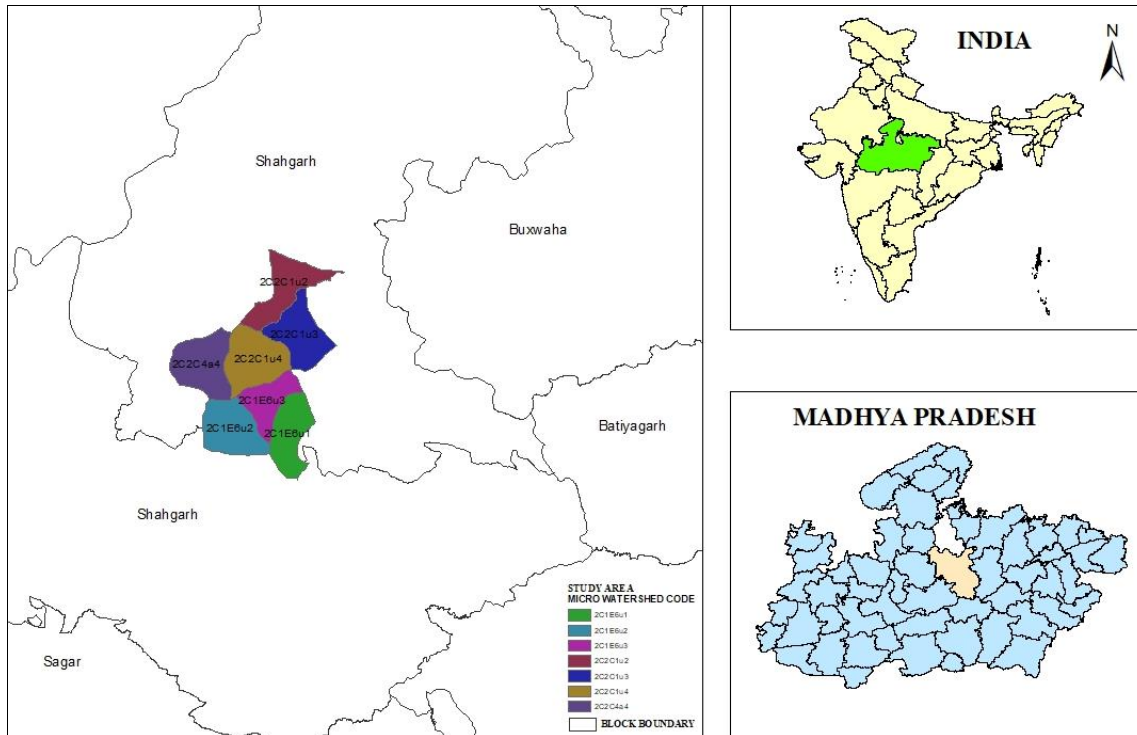 Shahgarh
Buxwaha
2C2C1u2
2C2C1u3
2C2C1u4
2C2C4a4
2C1E6u3
2C1E6u2
2C1E6u1
Batiyagarh
Shahgarh
Sagar
STUDY AREA
MICRO WATERSHED CODE
2C1E6u1
2C1E6u2
2C1E6u3
2C2C1u2
2C2C1u3
2C2C1u4
2C2C4a4
BLOCK BOUNDARY
INDIA
N
MADHYA PRADESH